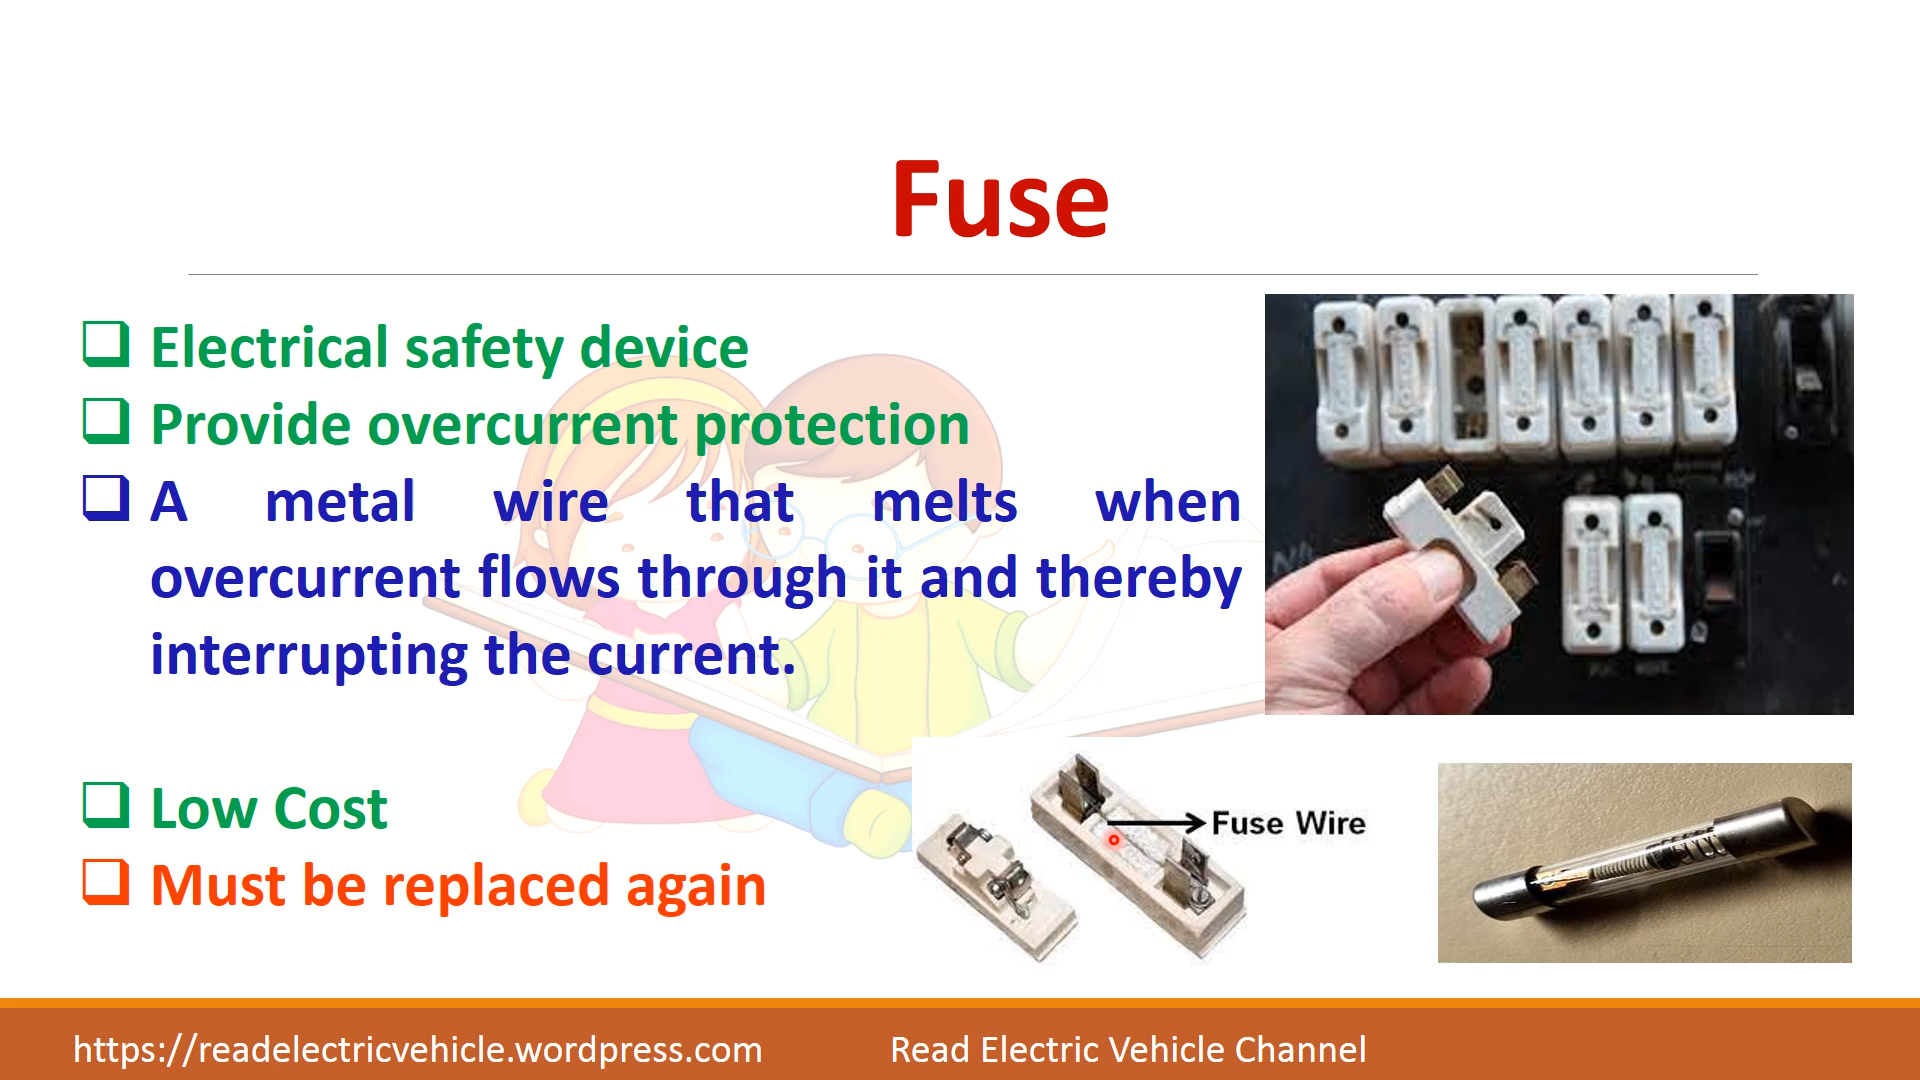 Fuse
Electrical safety device
Provide overcurrent protection
A metal wire that melts when
overcurrent flows through it and thereby
interrupting the current.
Low Cost
Must be replaced again
Fuse Wire
https://readelectricvehicle.wordpress.com
Read Electric Vehicle Channel